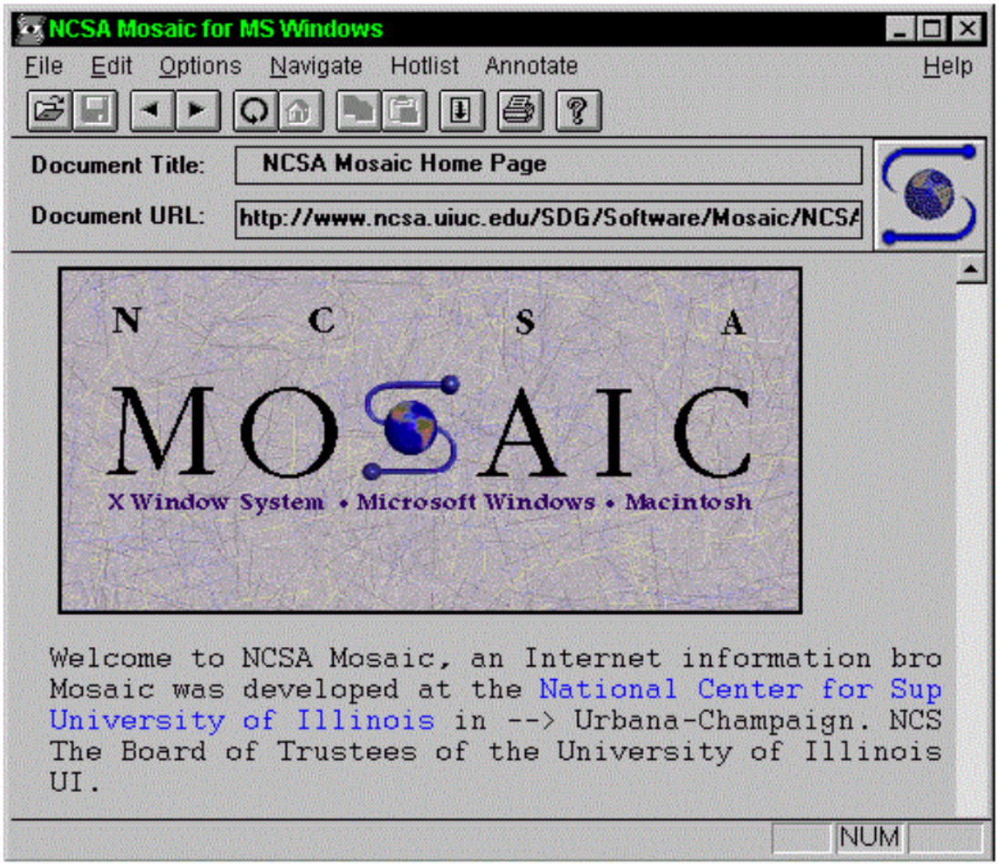 NCSA Mosaic for MS Windows
File Edit Options Navigate Hotlist Annotate Help
Document Title: NCSA Mosaic Home Page
Document URL: http://www.ncsa.uiuc.edu/SDG/Software/Mosaic/NCSA
N C S A
MOSAIC
X Window System • Microsoft Windows • Macintosh
Welcome to NCSA Mosaic, an Internet information bro
Mosaic was developed at the National Center for Sup
University of Illinois in --> Urbana-Champaign. NCS
The Board of Trustees of the University of Illinois
UI.
NUM